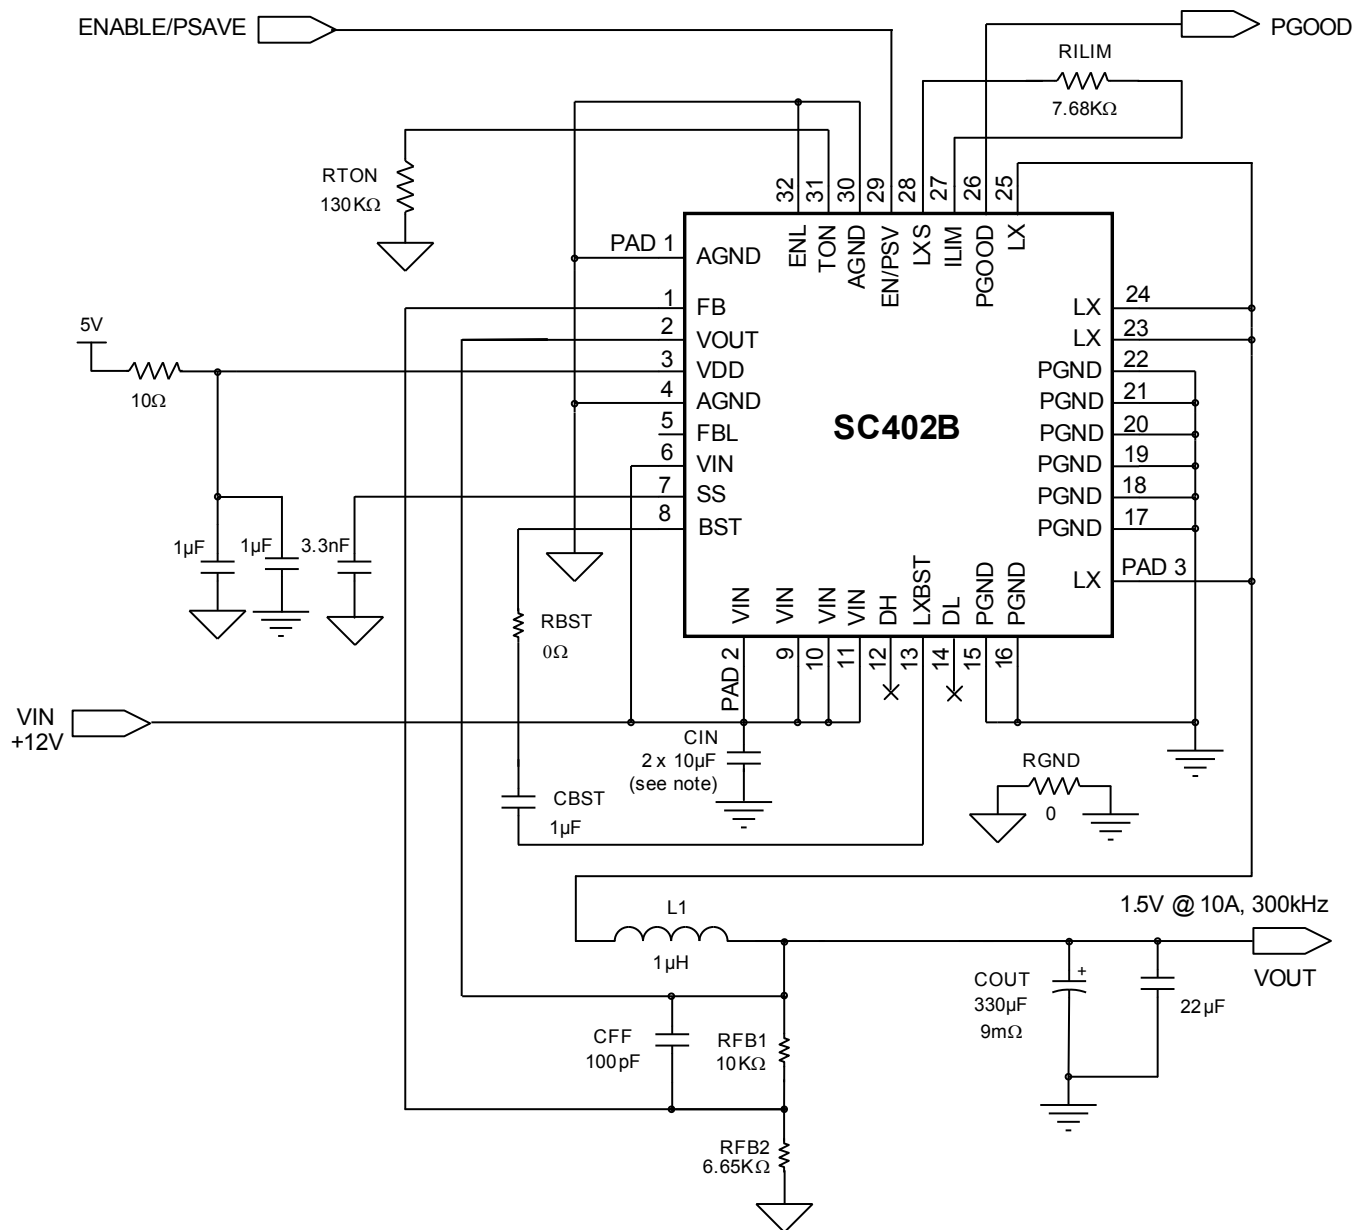 ENABLE/PSAVE
PGOOD
RILIM
7.68KΩ
RTON
130KΩ
32
31
30
29
28
27
26
25
ENL
TON
AGND
EN/PSV
LXS
ILIM
PGOOD
LX
PAD 1
AGND
1
FB
2
VOUT
3
VDD
4
AGND
5
FBL
6
VIN
7
SS
8
BST
5V
10Ω
SC402B
LX
24
LX
23
PGND
22
PGND
21
PGND
20
PGND
19
PGND
18
PGND
17
LX
PAD 3
1µF
1µF
3.3nF
RBST
0Ω
VIN
VIN
VIN
VIN
DH
LXBST
DL
PGND
PGND
PAD 2
9
10
11
12
13
14
15
16
VIN
+12V
CIN
2 x 10µF
(see note)
RGND
0
CBST
1µF
L1
1µH
1.5V @ 10A, 300kHz
VOUT
COUT
+
330µF
9mΩ
22µF
CFF
100pF
RFB1
10KΩ
RFB2
6.65KΩ